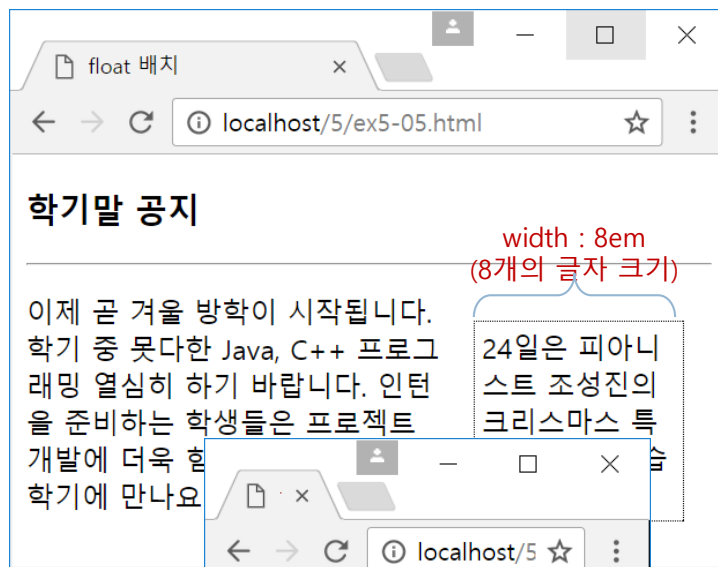 float 배치
localhost/5/ex5-05.html
학기말 공지
width : 8em
(8개의 글자 크기)
이제 곧 겨울 방학이 시작됩니다.
학기 중 못다한 Java, C++ 프로그
래밍 열심히 하기 바랍니다. 인턴
을 준비하는 학생들은 프로젝트
개발에 더욱
학기에 만나요
24일은 피아니
스트 조성진의
크리스마스 특
습
localhost/5